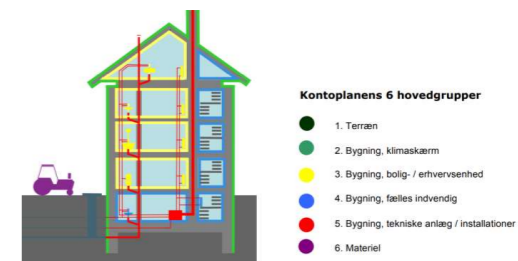 Kontoplanens 6 hovedgrupper
1. Terræn
2. Bygning, klimaskærm
3. Bygning, bolig- / erhvervsenhed
4. Bygning, fælles indvendig
5. Bygning, tekniske anlæg / installationer
6. Materiel